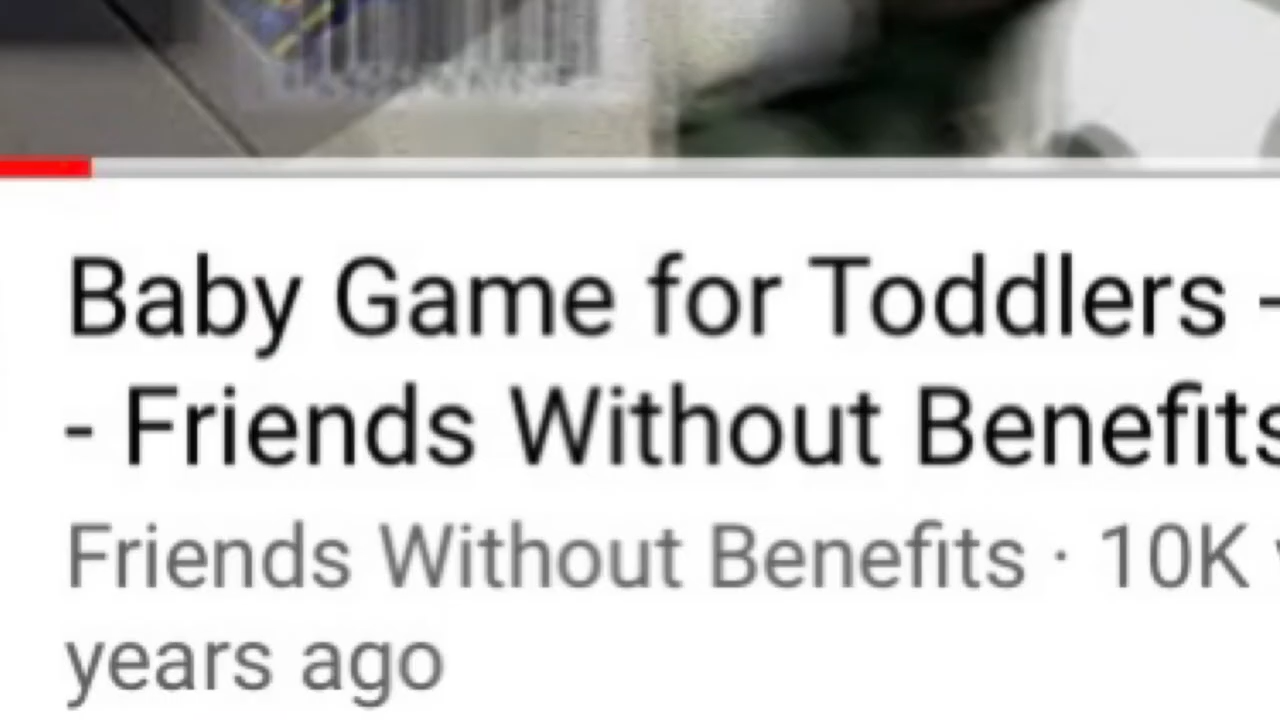 Baby Game for Toddlers -
- Friends Without Benefits
Friends Without Benefits · 10K
years ago